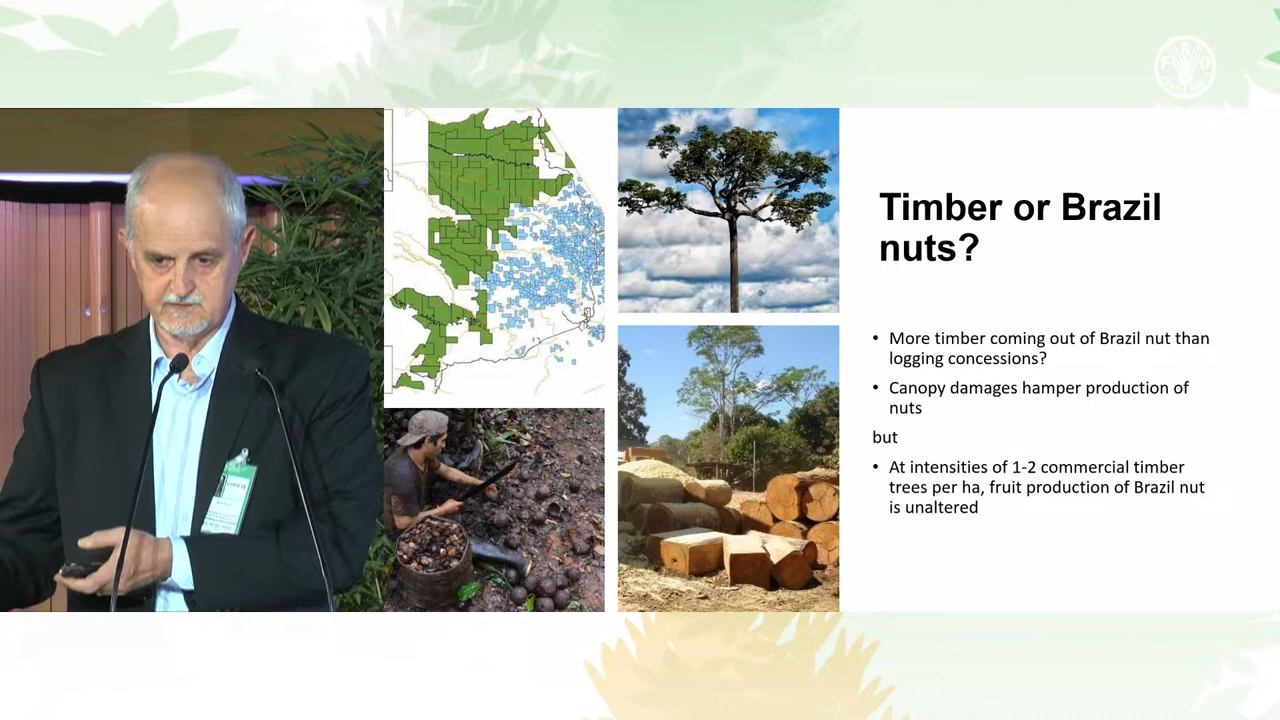 FAO
Timber or Brazil
nuts?
• More timber coming out of Brazil nut than
logging concessions?
• Canopy damages hamper production of
nuts
but
• At intensities of 1-2 commercial timber
trees per ha, fruit production of Brazil nut
is unaltered